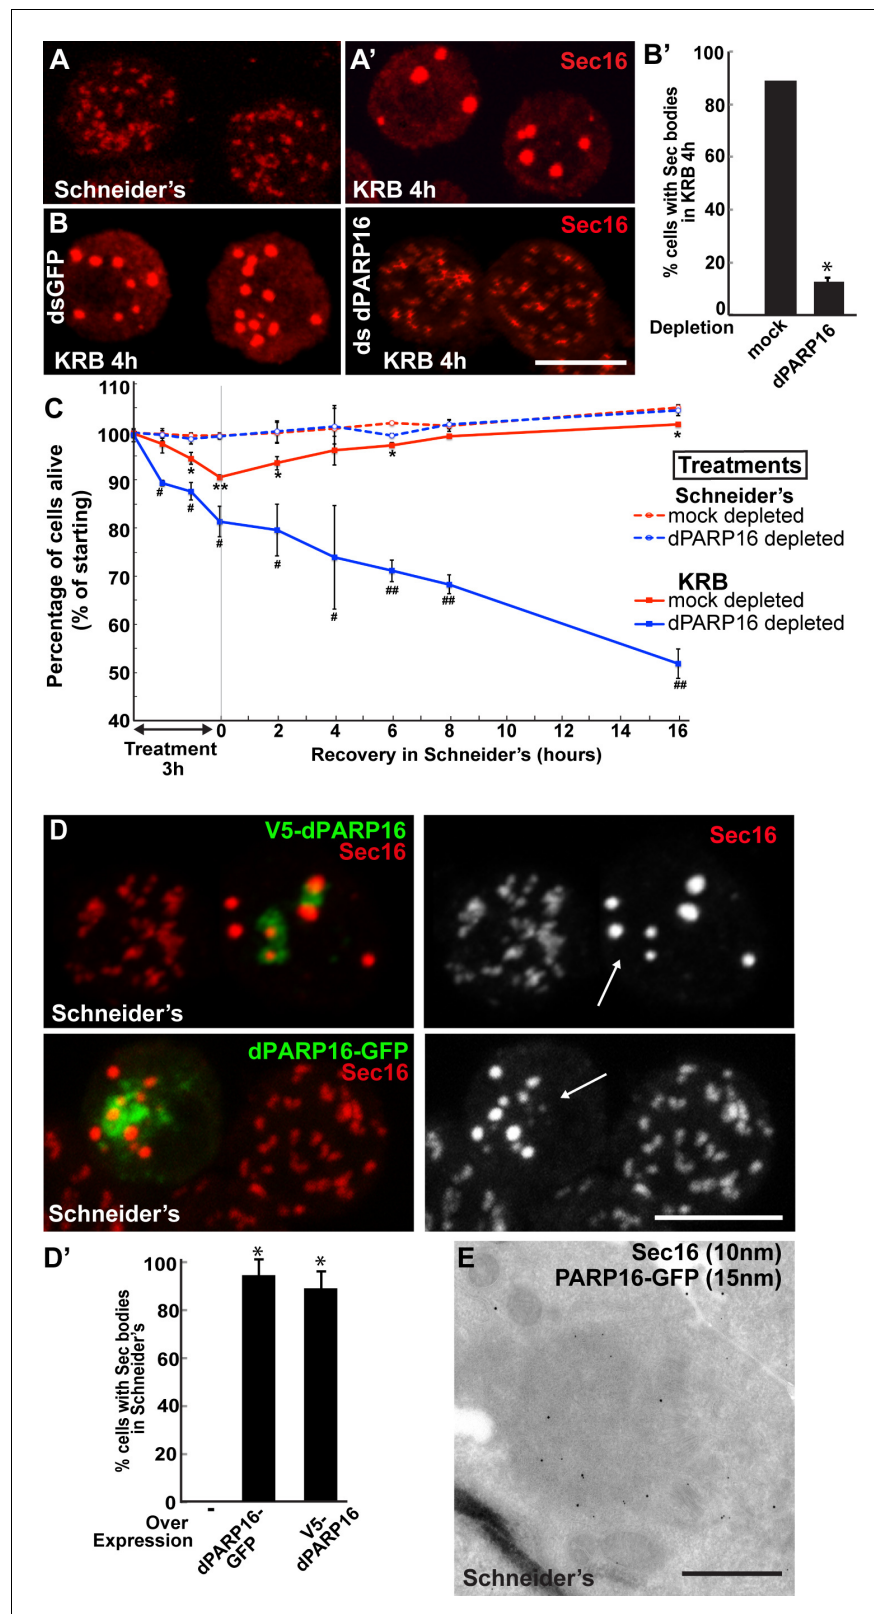 A
Schneider's
A'
Sec16
KRB 4h
B'
% cells with Sec bodies
in KRB 4h
100
80
60
40
20
0
Depletion
mock
dPARP16
*
B
dsGFP
KRB 4h
ds dPARP16
Sec16
KRB 4h
C
Percentage of cells alive
(% of starting)
110
100
90
80
70
60
50
40
* ** * * *
# # # # # ## ## ##
0 2 4 6 8 10 12 14 16
Treatment
3h
Recovery in Schneider's (hours)
Treatments
Schneider's
mock depleted
dPARP16 depleted
KRB
mock depleted
dPARP16 depleted
D
V5-dPARP16
Sec16
Schneider's
Sec16
dPARP16-GFP
Sec16
Schneider's
D'
% cells with Sec bodies
in Schneider's
100
80
60
40
20
0
* *
Over
Expression
-
dPARP16-
GFP
V5-
dPARP16
E
Sec16 (10nm)
PARP16-GFP (15nm)
Schneider's